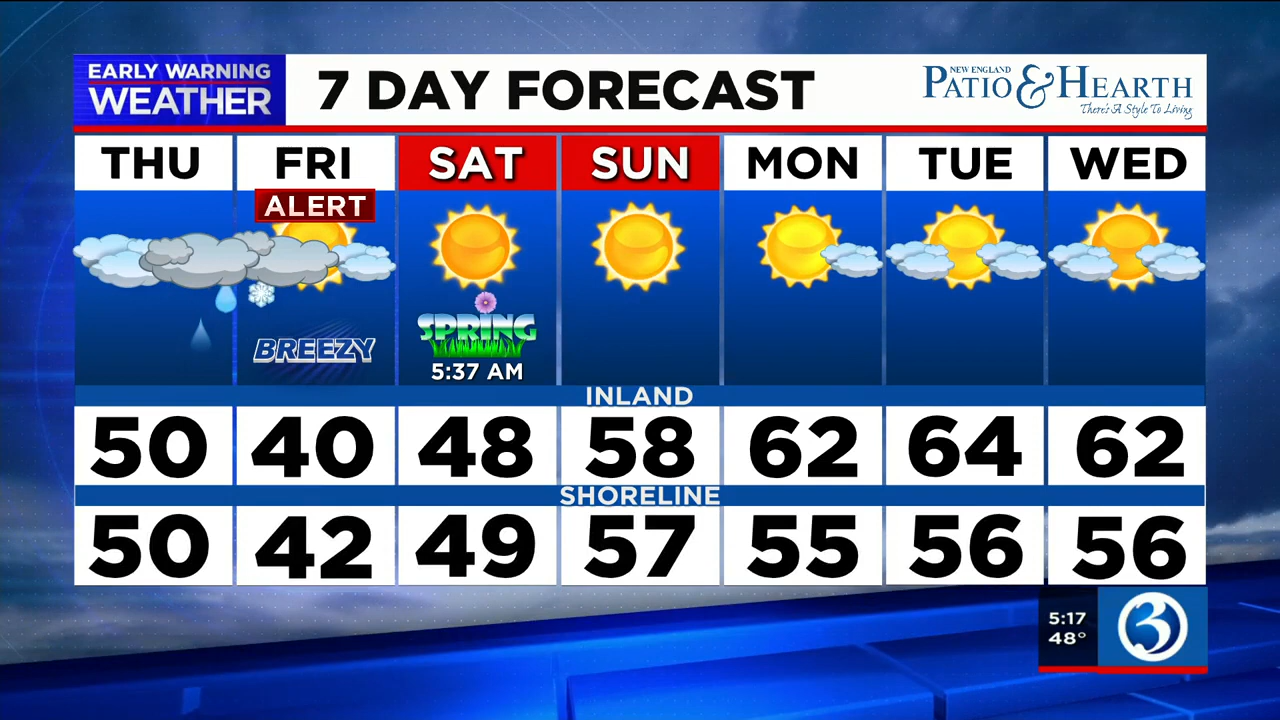 EARLY WARNING
WEATHER
7 DAY FORECAST
NEW ENGLAND
PATIO & HEARTH
There's A Style To Living
THU FRI SAT SUN MON TUE WED
ALERT
SPRING
BREEZY
5:37 AM
INLAND
50 40 48 58 62 64 62
SHORELINE
50 42 49 57 55 56 56
5:17
48°
3